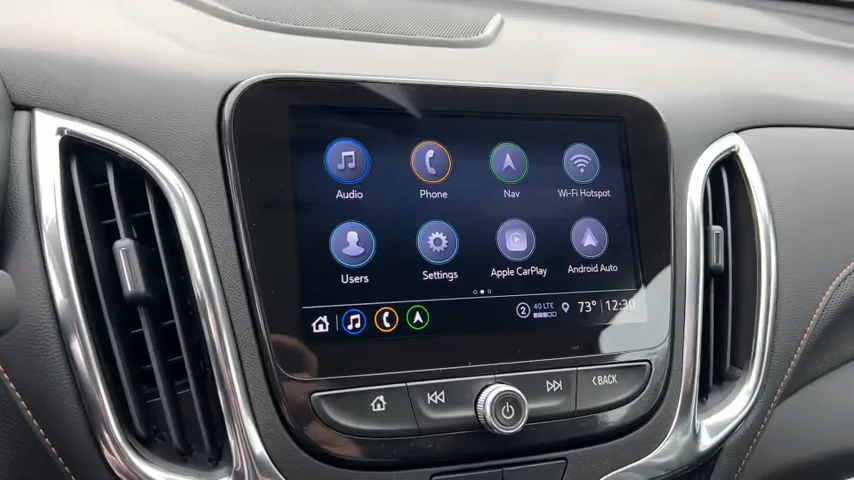 Audio Phone Nav Wi-Fi Hotspot
Users Settings Apple CarPlay Android Auto
2 4G LTE 73° 12:30
BACK